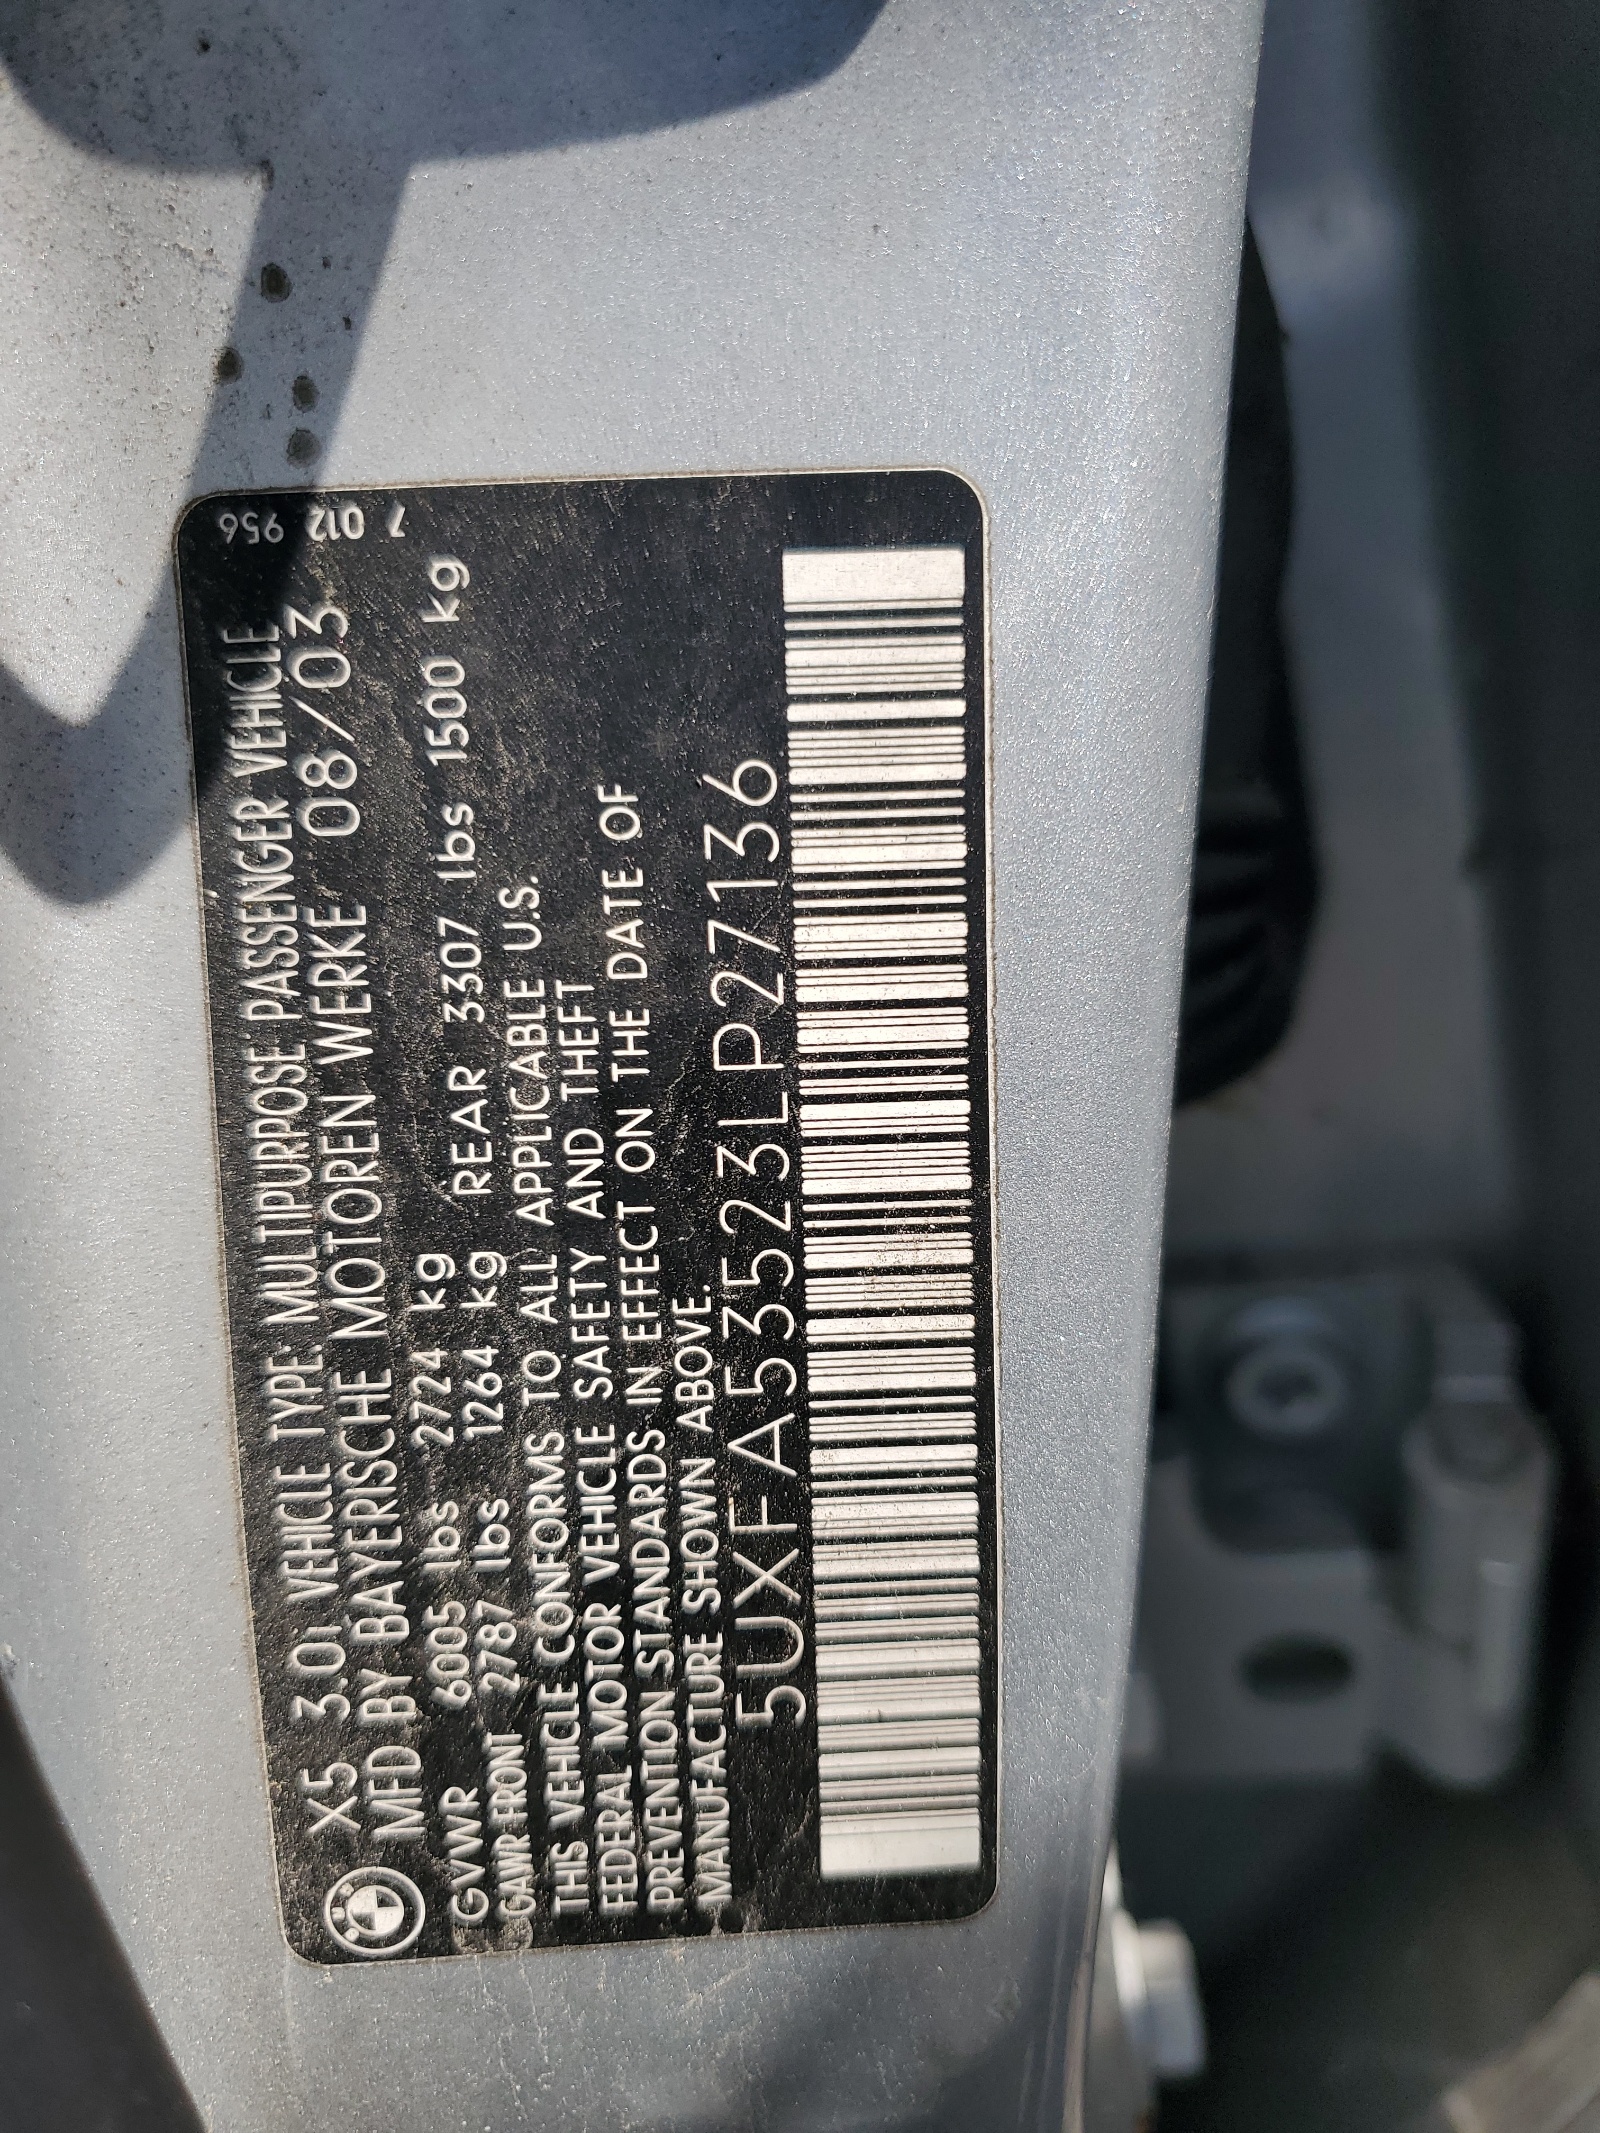 X5 3.0i VEHICLE TYPE: MULTIPURPOSE PASSENGER VEHICLE
MFD BY BAYERISCHE MOTOREN WERKE 08/03
7 012 956
GVWR 6005 lbs 2724 kg
GAWR FRONT 2787 lbs 1264 kg REAR 3307 lbs 1500 kg
THIS VEHICLE CONFORMS TO ALL APPLICABLE U.S.
FEDERAL MOTOR VEHICLE SAFETY AND THEFT
PREVENTION STANDARDS IN EFFECT ON THE DATE OF
MANUFACTURE SHOWN ABOVE.
5UXFA53523LP27136